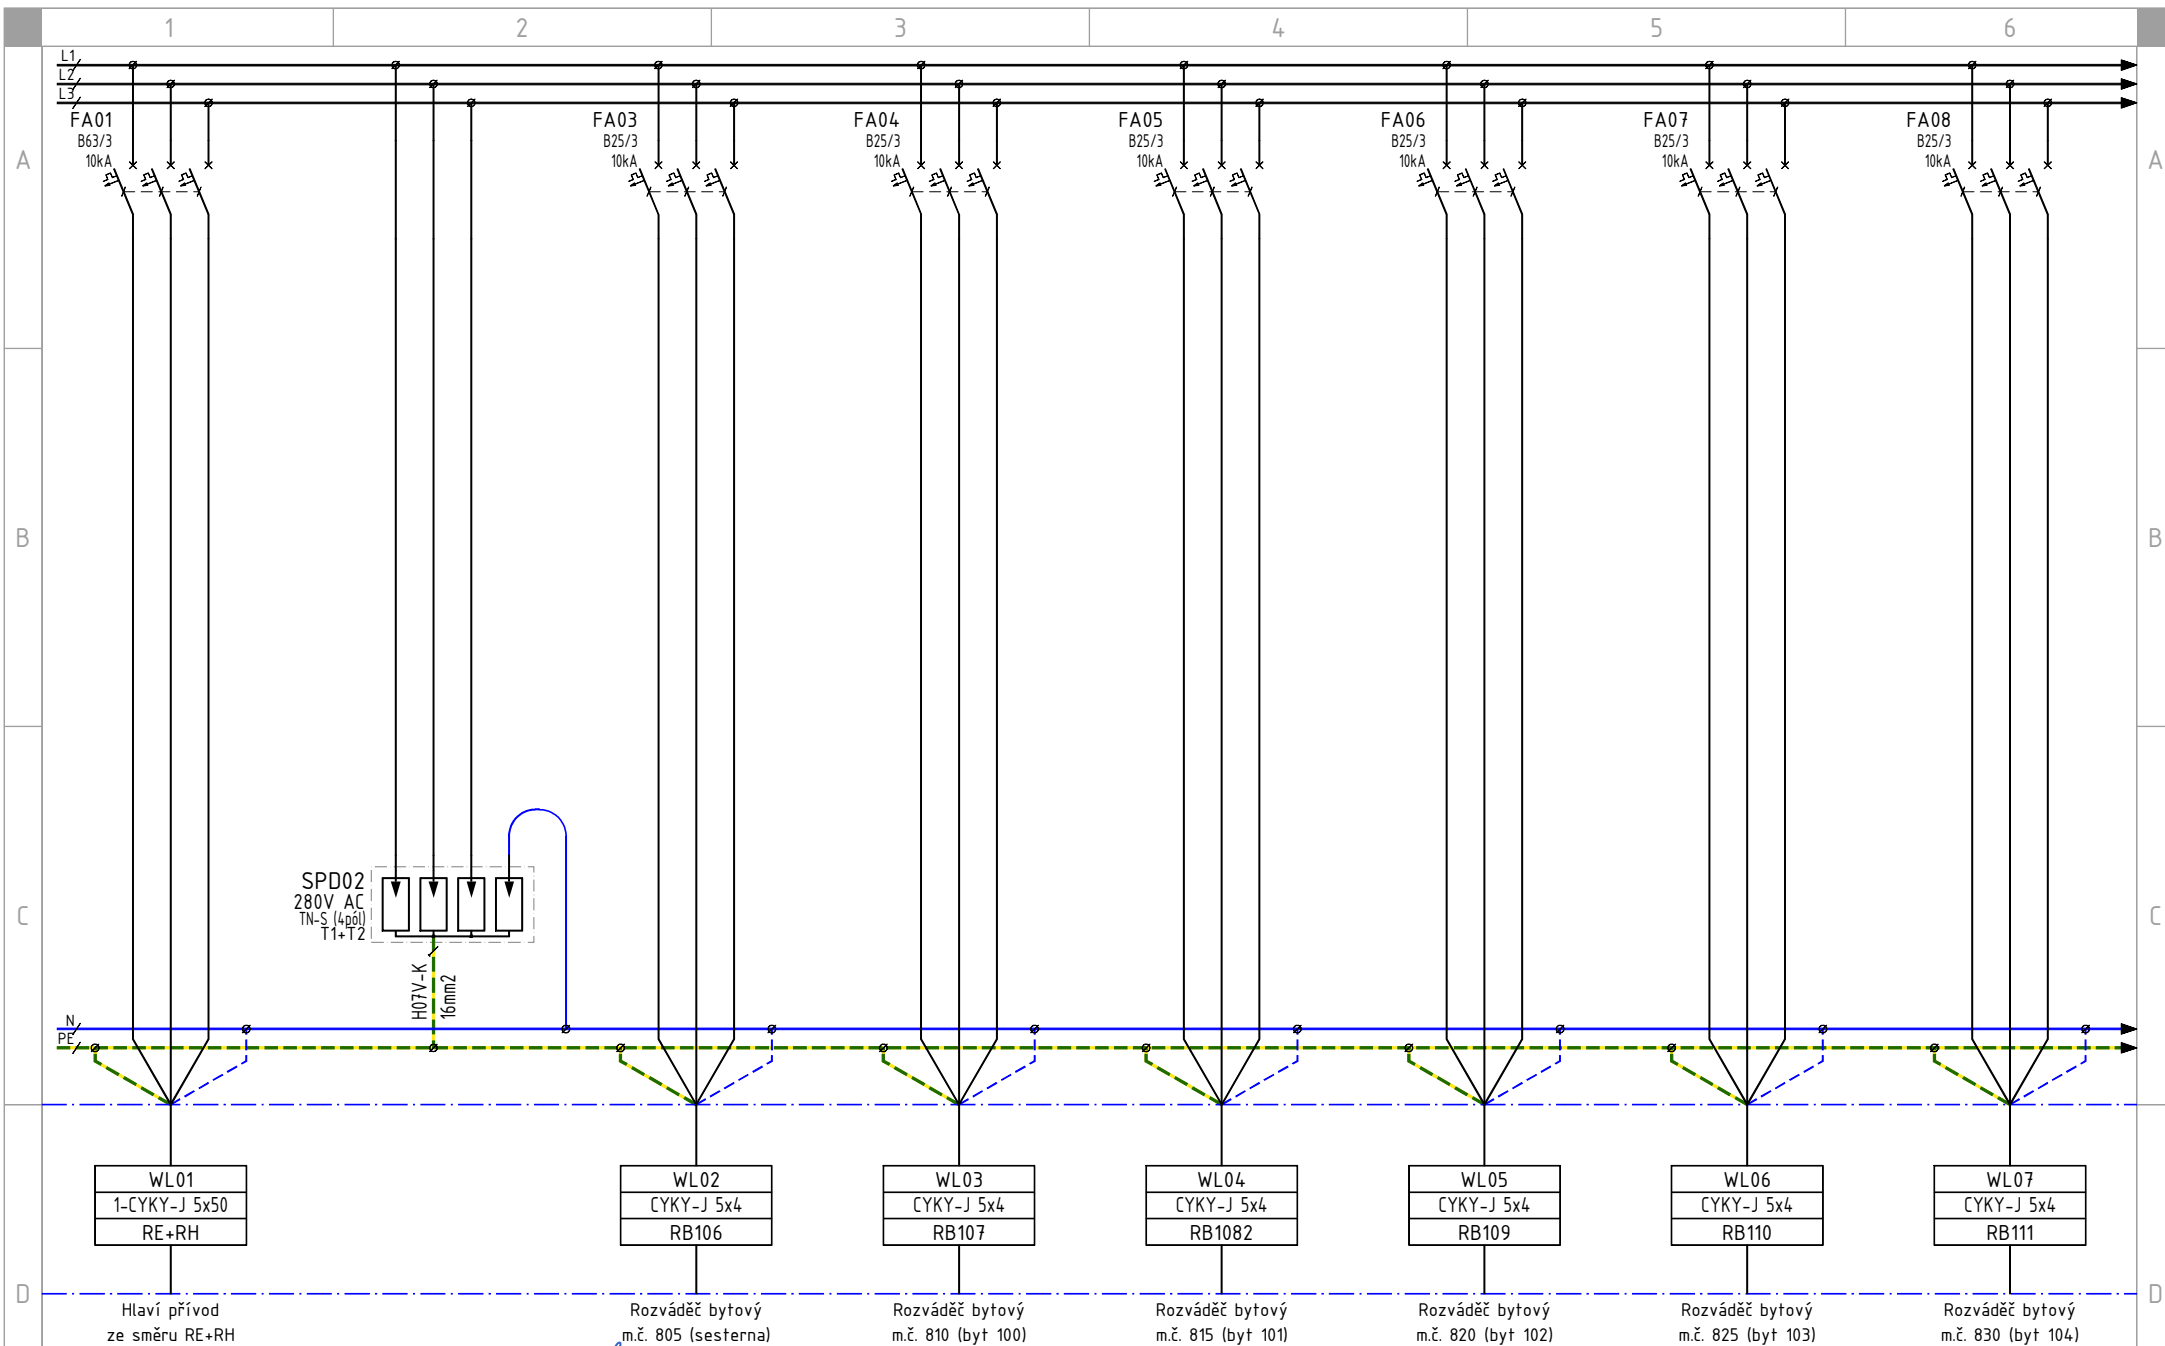 1 2 3 4 5 6
L1
L2
L3
FA01 FA03 FA04 FA05 FA06 FA07 FA08
B63/3 B25/3 B25/3 B25/3 B25/3 B25/3 B25/3
10kA 10kA 10kA 10kA 10kA 10kA 10kA
A A
B B
SPD02
280V AC
TN-S (4pól)
T1+T2
C C
H07V-K
16mm2
N
PE
WL01 WL02 WL03 WL04 WL05 WL06 WL07
1-CYKY-J 5x50 CYKY-J 5x4 CYKY-J 5x4 CYKY-J 5x4 CYKY-J 5x4 CYKY-J 5x4 CYKY-J 5x4
RE+RH RB106 RB107 RB1082 RB109 RB110 RB111
D D
Hlaví přívod Rozváděč bytový Rozváděč bytový Rozváděč bytový Rozváděč bytový Rozváděč bytový Rozváděč bytový
ze směru RE+RH m.č. 805 (sesterna) m.č. 810 (byt 100) m.č. 815 (byt 101) m.č. 820 (byt 102) m.č. 825 (byt 103) m.č. 830 (byt 104)